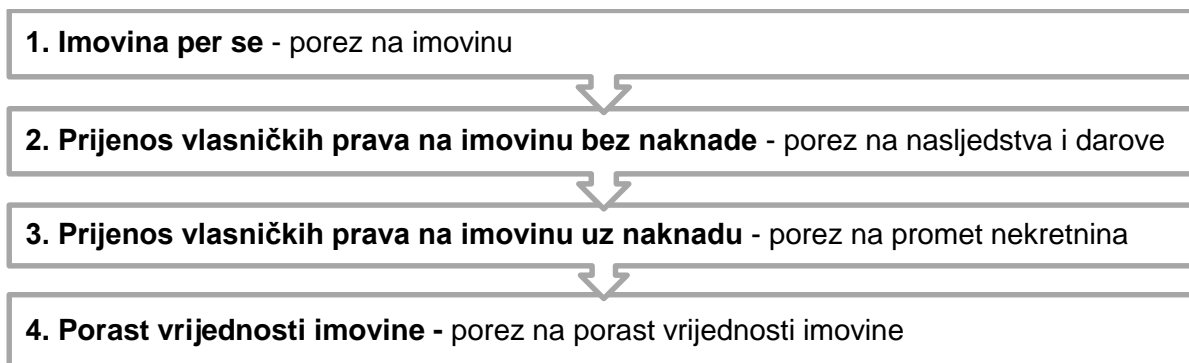 1. Imovina per se - porez na imovinu
2. Prijenos vlasničkih prava na imovinu bez naknade - porez na nasljedstva i darove
3. Prijenos vlasničkih prava na imovinu uz naknadu - porez na promet nekretnina
4. Porast vrijednosti imovine - porez na porast vrijednosti imovine